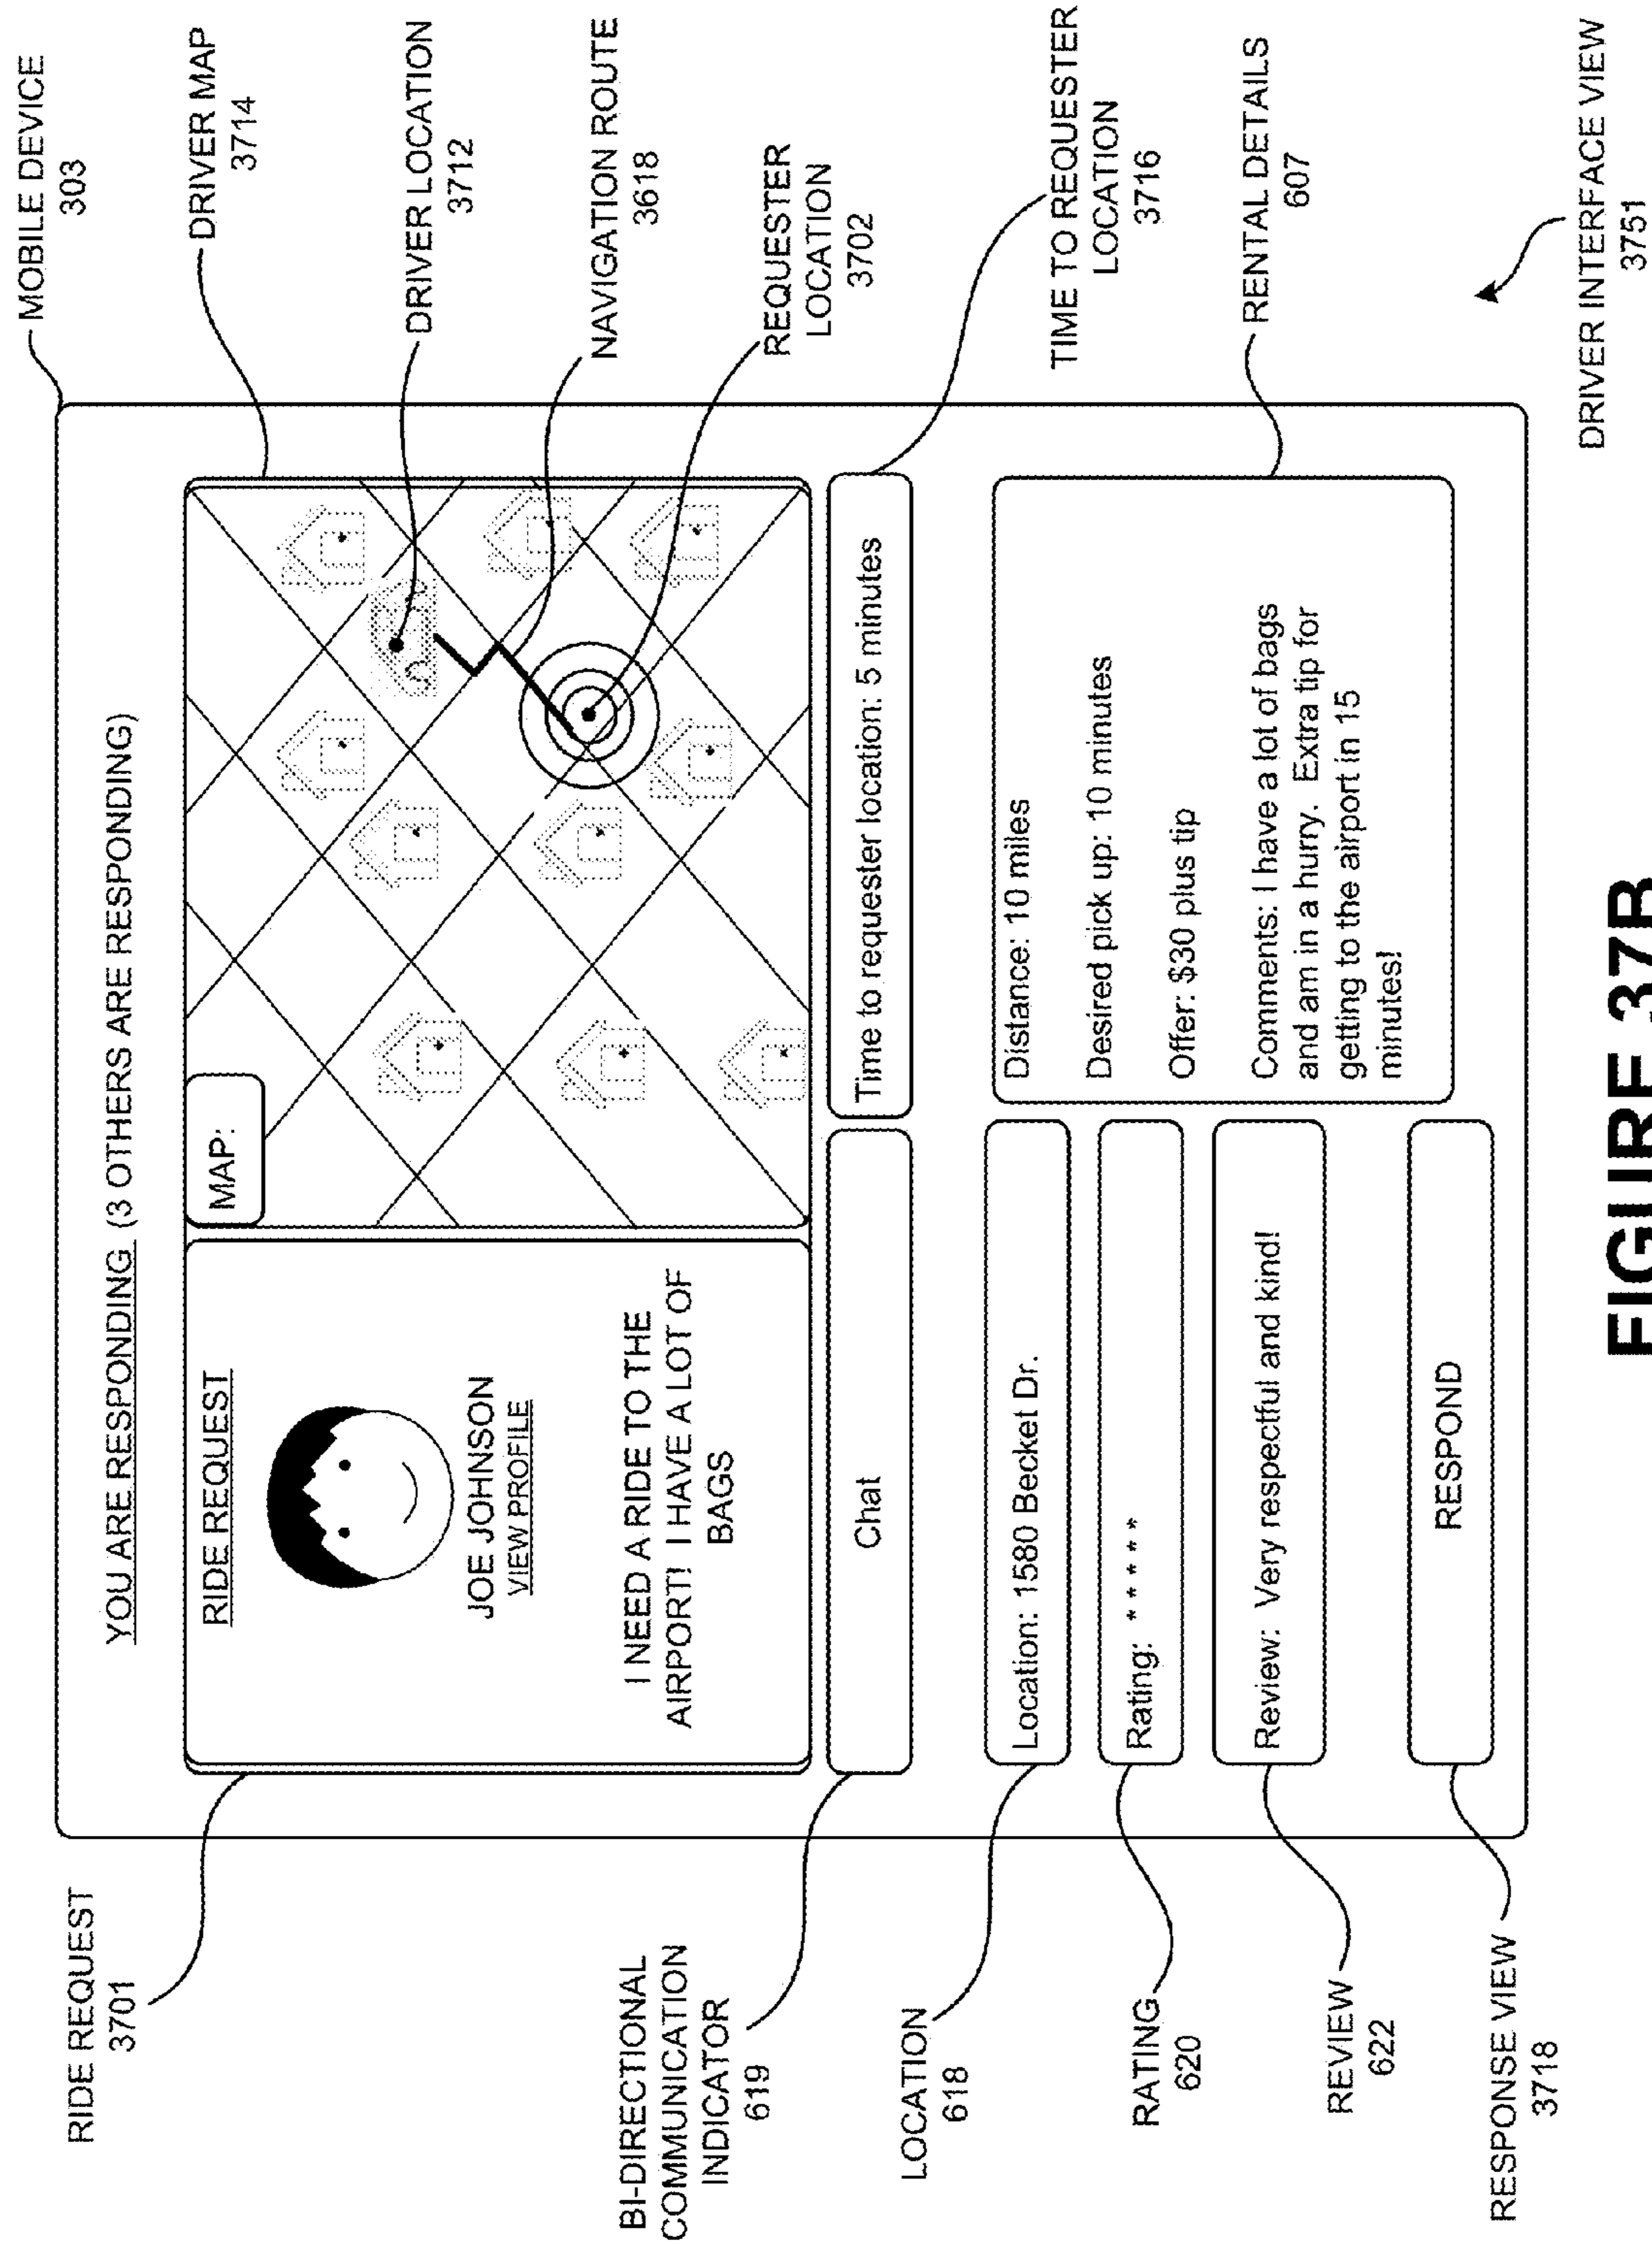 MOBILE DEVICE
303
YOU ARE RESPONDING (3 OTHERS ARE RESPONDING)
RIDE REQUEST
3701
RIDE REQUEST
JOE JOHNSON
VIEW PROFILE
I NEED A RIDE TO THE
AIRPORT! I HAVE A LOT OF
BAGS
MAP:
DRIVER MAP
3714
DRIVER LOCATION
3712
NAVIGATION ROUTE
3618
REQUESTER
LOCATION
3702
BI-DIRECTIONAL
COMMUNICATION
INDICATOR
619
Chat
Time to requester location: 5 minutes
TIME TO REQUESTER
LOCATION
3716
LOCATION
618
Location: 1580 Becket Dr.
RATING
620
Rating: * * * * *
REVIEW
622
Review: Very respectful and kind!
RESPONSE VIEW
3718
RESPOND
Distance: 10 miles
Desired pick up: 10 minutes
Offer: $30 plus tip
Comments: I have a lot of bags
and am in a hurry. Extra tip for
getting to the airport in 15
minutes!
RENTAL DETAILS
607
DRIVER INTERFACE VIEW
3751
FIGURE 37B